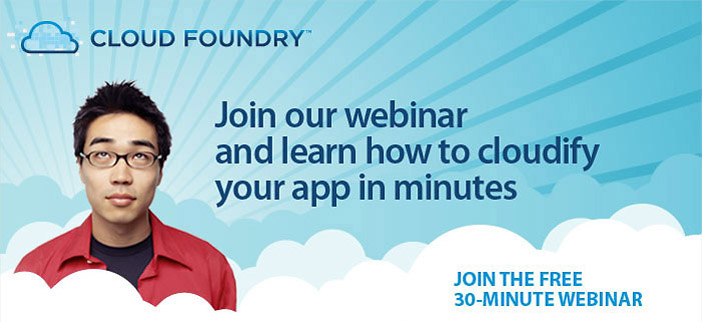 CLOUD FOUNDRY™
Join our webinar
and learn how to cloudify
your app in minutes
JOIN THE FREE
30-MINUTE WEBINAR